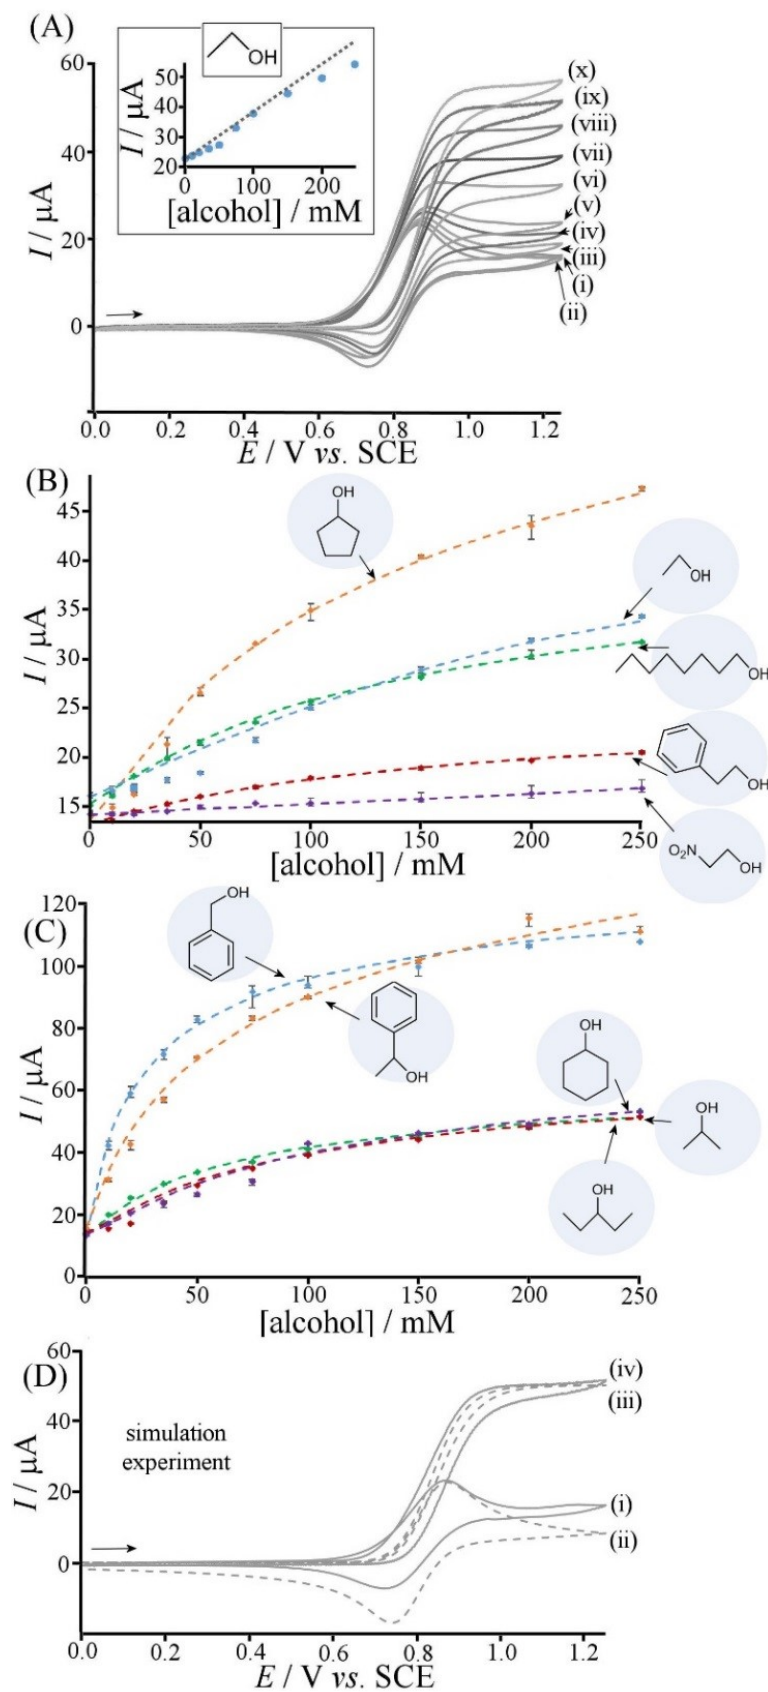 (A)
OH
I / μA
50
40
30
20
0
100
200
[alcohol] / mM
60
40
20
0
I / μA
(x)
(ix)
(viii)
(vii)
(vi)
(v)
(iv)
(iii)
(i)
(ii)
0.0
0.2
0.4
0.6
0.8
1.0
1.2
E / V vs. SCE
(B)
I / μA
45
40
35
30
25
20
15
OH
OH
OH
OH
O₂N
OH
0
50
100
150
200
250
[alcohol] / mM
(C)
I / μA
120
100
80
60
40
20
0
OH
OH
OH
OH
OH
0
50
100
150
200
250
[alcohol] / mM
(D)
I / μA
60
40
20
0
simulation
experiment
(iv)
(iii)
(i)
(ii)
0.0
0.2
0.4
0.6
0.8
1.0
1.2
E / V vs. SCE